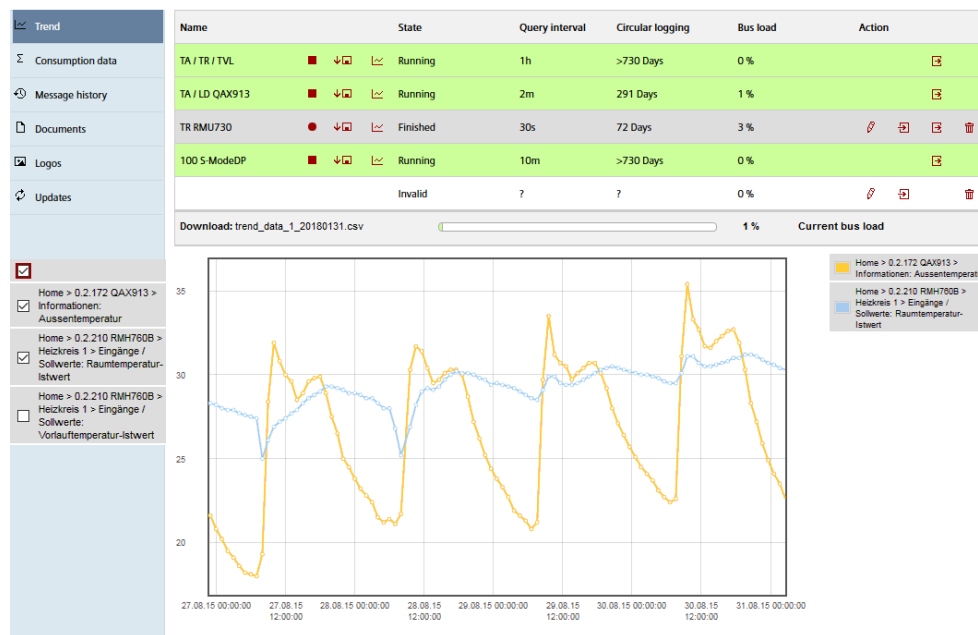 Trend
Consumption data
Message history
Documents
Logos
Updates
Name State Query interval Circular logging Bus load Action
TA / TR / TVL Running 1h >730 Days 0 %
TA / LD QAX913 Running 2m 291 Days 1 %
TR RMU730 Finished 30s 72 Days 3 %
100 S-ModeDP Running 10m >730 Days 0 %
Invalid ? ? 0 %
Download: trend_data_1_20180131.csv 1 % Current bus load
Home > 0.2.172 QAX913 >
Informationen:
Aussentemperatur
Home > 0.2.210 RMH760B >
Heizkreis 1 > Eingänge /
Sollwerte: Raumtemperatur-
Istwert
Home > 0.2.210 RMH760B >
Heizkreis 1 > Eingänge /
Sollwerte:
Vorlauftemperatur-Istwert
35
30
25
20
27.08.15 00:00:00
27.08.15
12:00:00
28.08.15 00:00:00
28.08.15
12:00:00
29.08.15 00:00:00
29.08.15
12:00:00
30.08.15 00:00:00
30.08.15
12:00:00
31.08.15 00:00:00
Home > 0.2.172 QAX913 >
Informationen: Aussentemperat
Home > 0.2.210 RMH760B >
Heizkreis 1 > Eingänge /
Sollwerte: Raumtemperatur-
Istwert